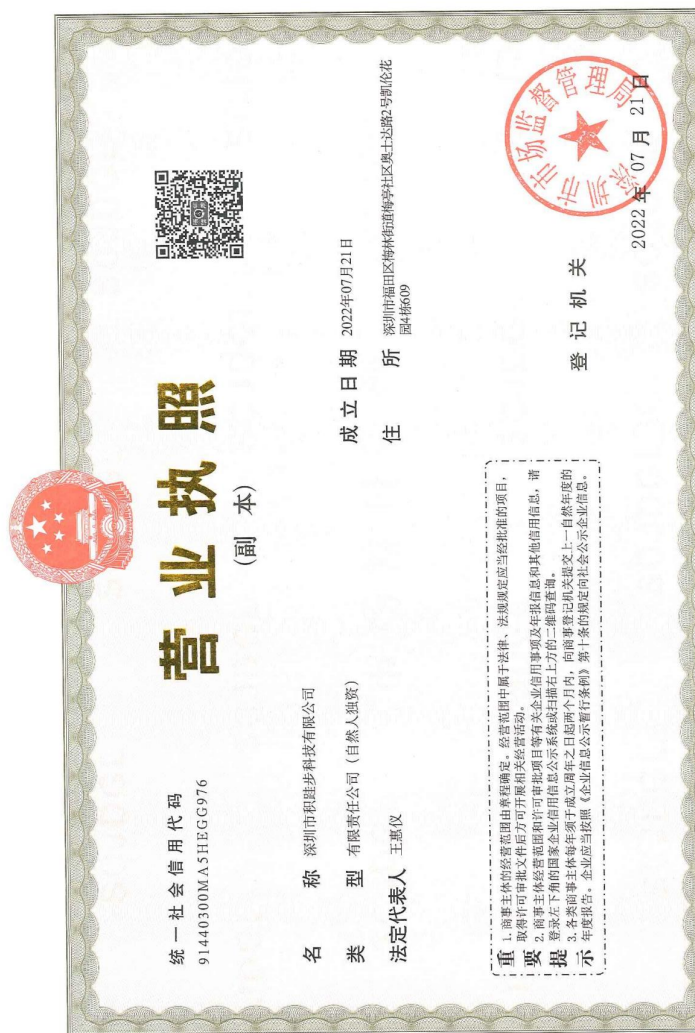 营业执照
(副 本)
统一社会信用代码
91440300MA5HEGG976
名 称 深圳市积跬步科技有限公司
类 型 有限责任公司（自然人独资）
法定代表人 王惠仪
成立日期 2022年07月21日
住 所 深圳市福田区梅林街道梅亭社区奥士达路2号凯伦花
园4栋609
重要提示
1. 商事主体的经营范围由章程确定。经营范围中属于法律、法规规定应当经批准的项目，
取得许可审批文件后方可开展相关经营活动。
2. 商事主体经营范围和许可审批项目等有关企业信用事项及年报信息和其他信用信息，请
登录左下角的国家企业信用信息公示系统或扫描右上方的二维码查询。
3. 各类商事主体每年须于成立周年之日起两个月内，向商事登记机关提交上一自然年度的
年度报告。企业应当按照《企业信息公示暂行条例》第十条的规定向社会公示企业信息。
登记机关
深圳市市场监督管理局
2022年 07月 21日